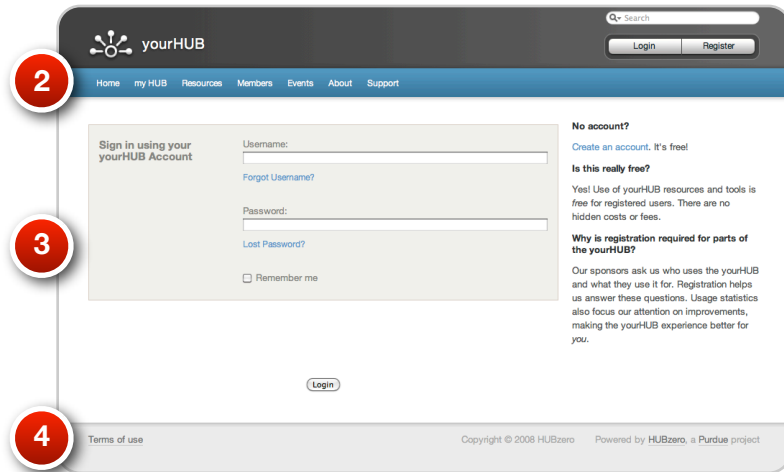 Search
yourHUB
Login Register
2
Home my HUB Resources Members Events About Support
Sign in using your
yourHUB Account
Username:
Forgot Username?
Password:
Lost Password?
Remember me
3
No account?
Create an account. It's free!
Is this really free?
Yes! Use of yourHUB resources and tools is
free for registered users. There are no
hidden costs or fees.
Why is registration required for parts of
the yourHUB?
Our sponsors ask us who uses the yourHUB
and what they use it for. Registration helps
us answer these questions. Usage statistics
also focus our attention on improvements,
making the yourHUB experience better for
you.
Login
4
Terms of use
Copyright © 2008 HUBzero Powered by HUBzero, a Purdue project